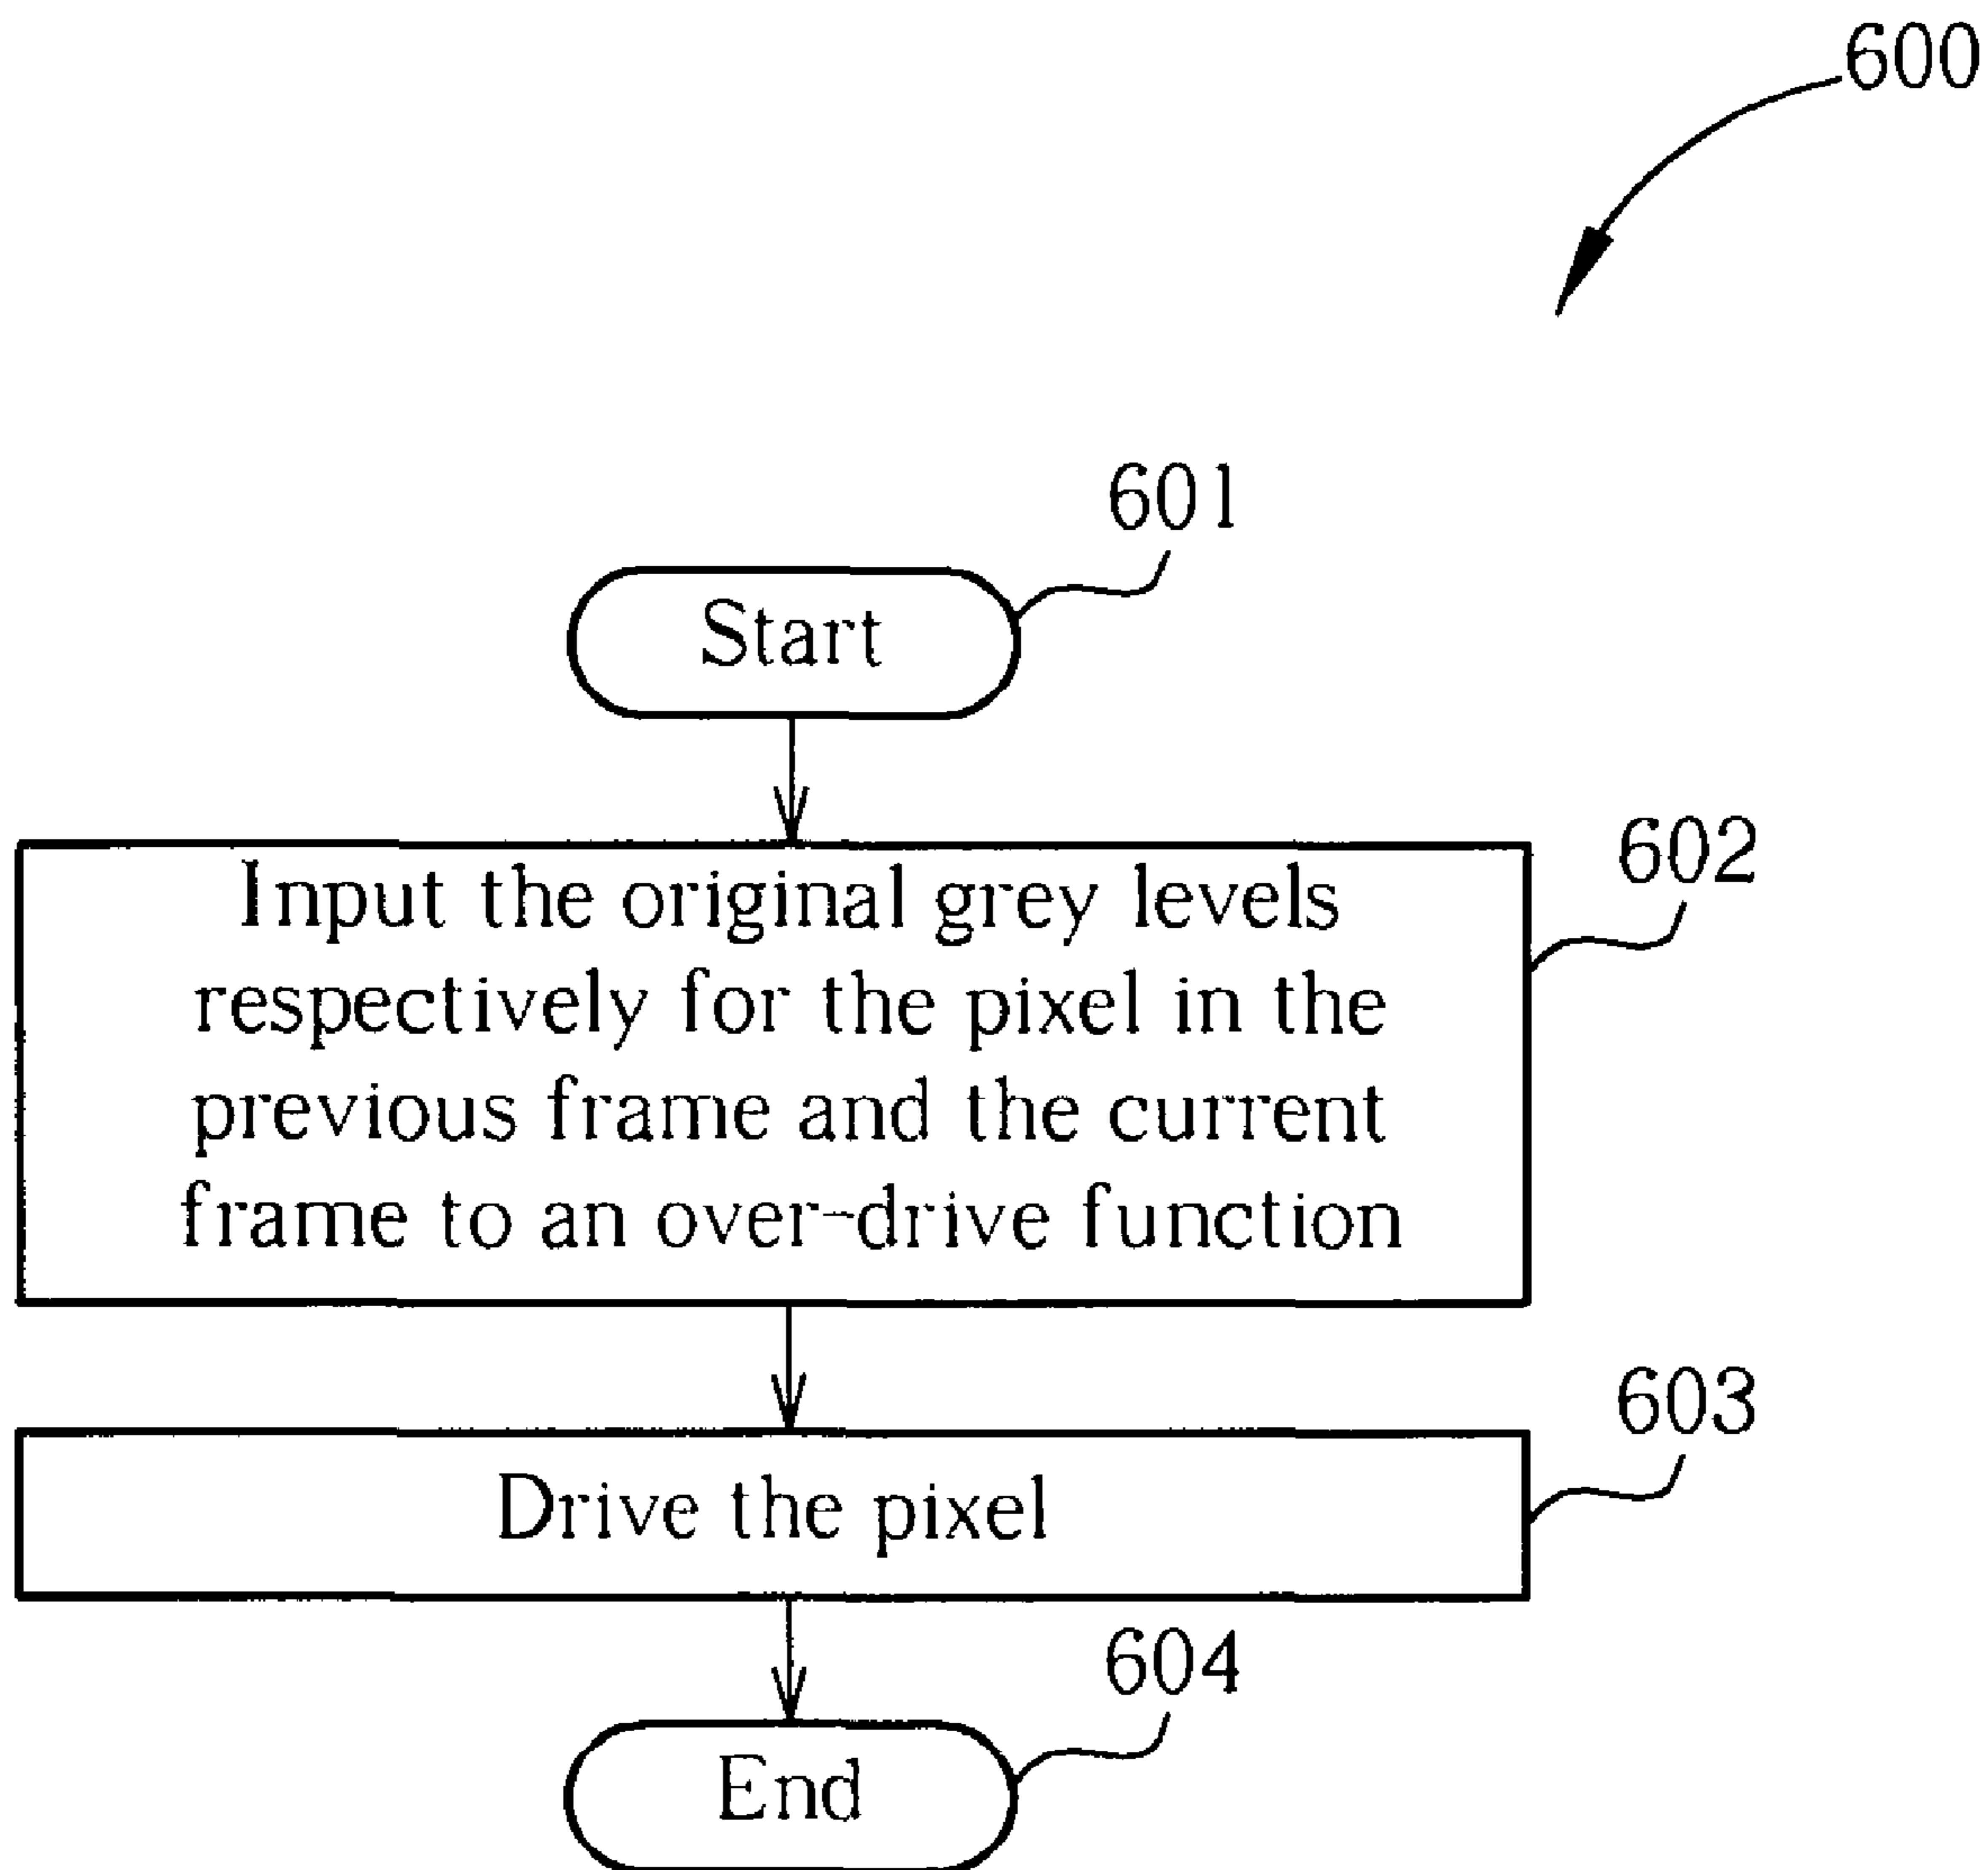 600
601
Start
602
Input the original grey levels
respectively for the pixel in the
previous frame and the current
frame to an over-drive function
603
Drive the pixel
604
End